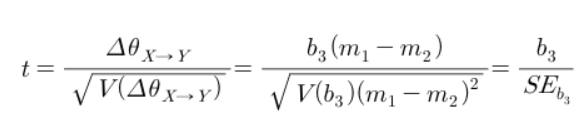 t = \frac{\Delta\theta_{X \to Y}}{\sqrt{V(\Delta\theta_{X \to Y})}} = \frac{b_3(m_1 - m_2)}{\sqrt{V(b_3)(m_1 - m_2)^2}} = \frac{b_3}{SE_{b_3}}